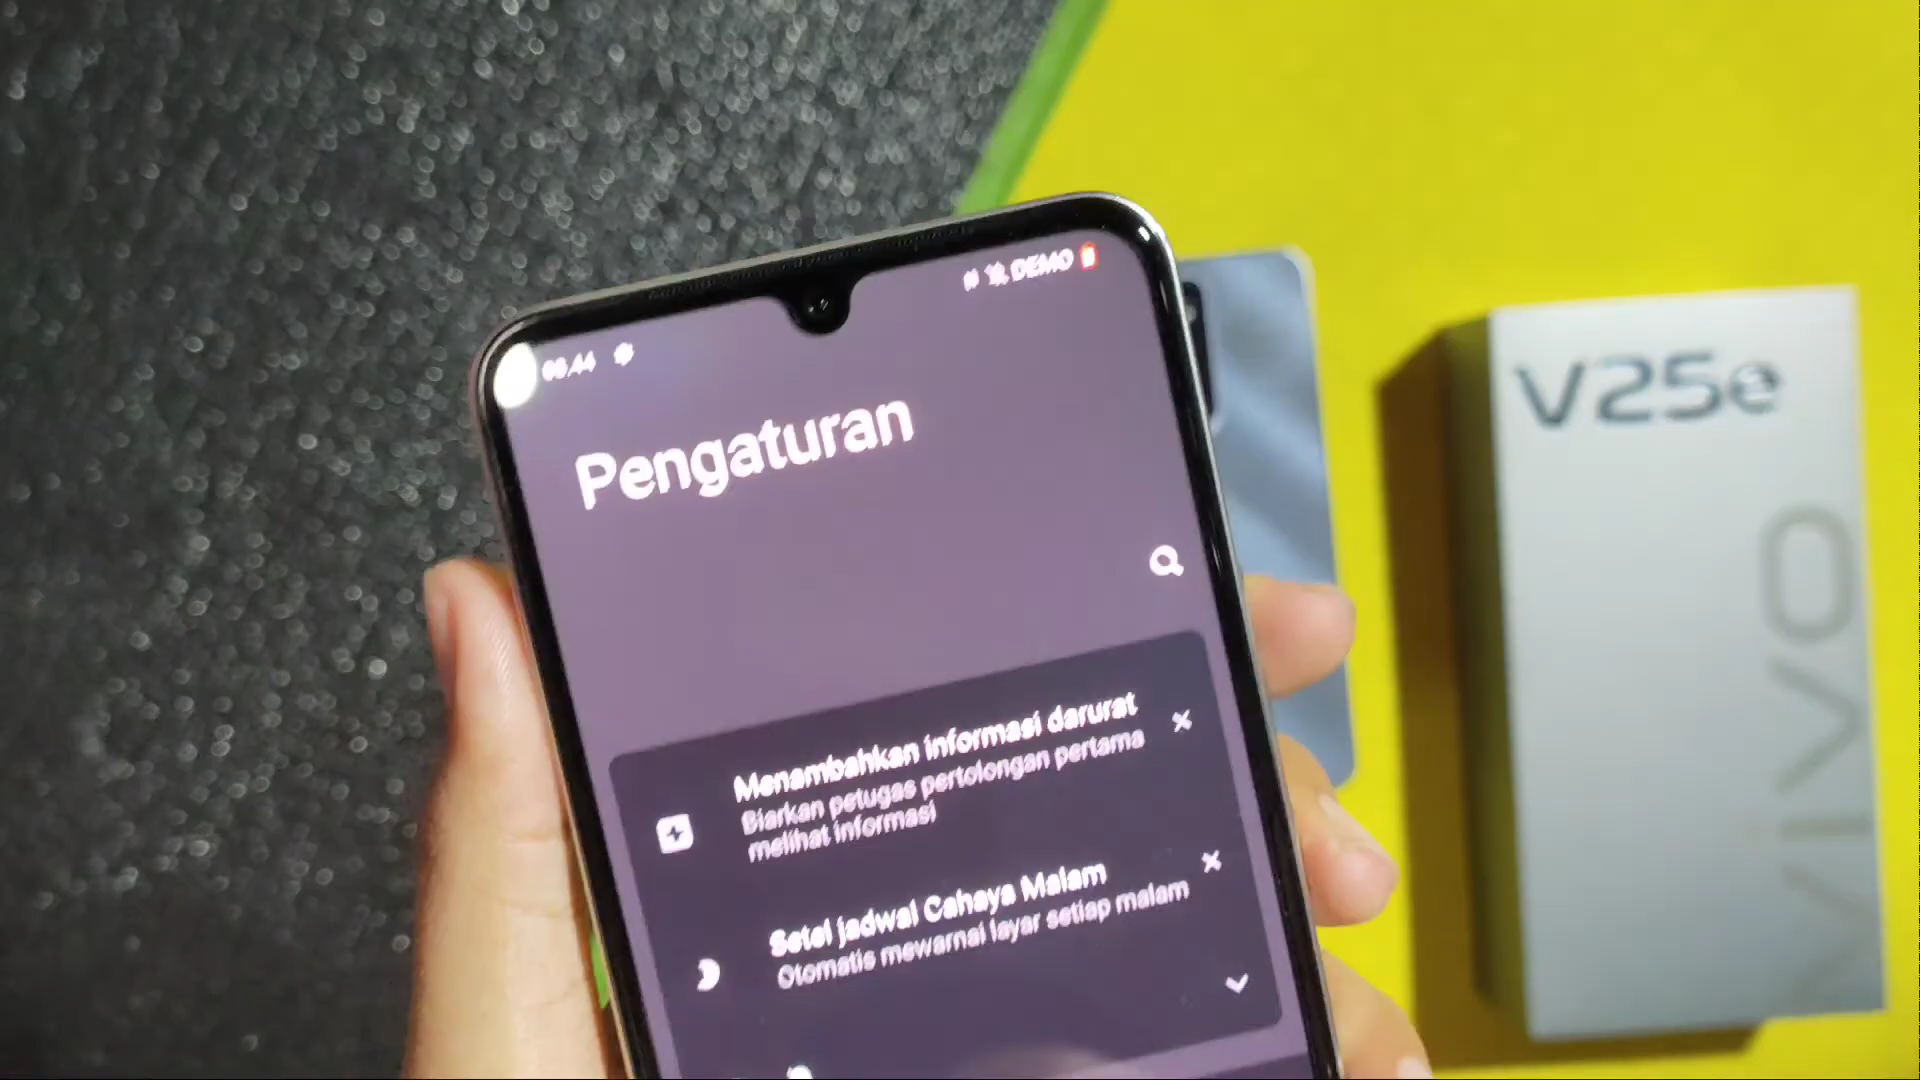 DEMO
Pengaturan
Menambahkan informasi darurat
Biarkan petugas pertolongan pertama
melihat informasi
Setel jadwal Cahaya Malam
Otomatis mewarnai layar setiap malam
V25e
vivo